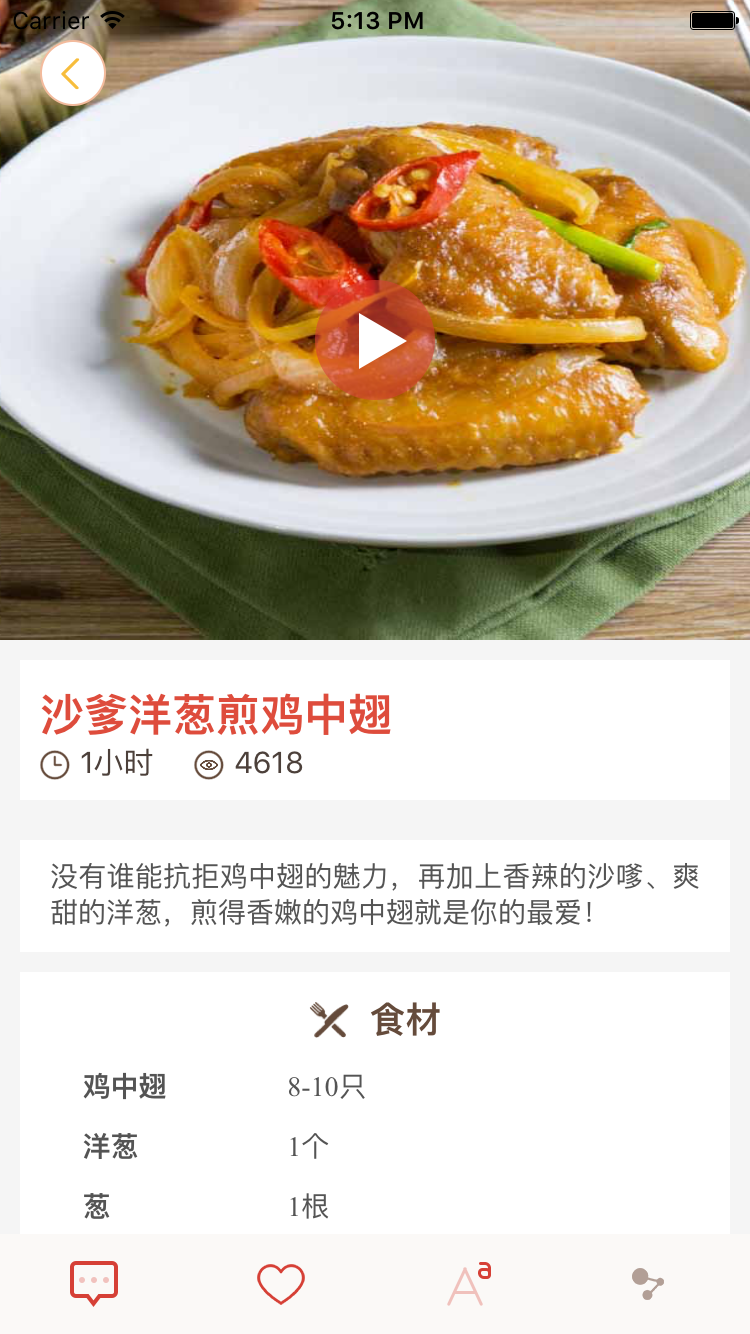 Carrier
5:13 PM
沙爹洋葱煎鸡中翅
1小时 4618
没有谁能抗拒鸡中翅的魅力，再加上香辣的沙嗲、爽
甜的洋葱，煎得香嫩的鸡中翅就是你的最爱！
食材
鸡中翅 8-10只
洋葱 1个
葱 1根
Aa